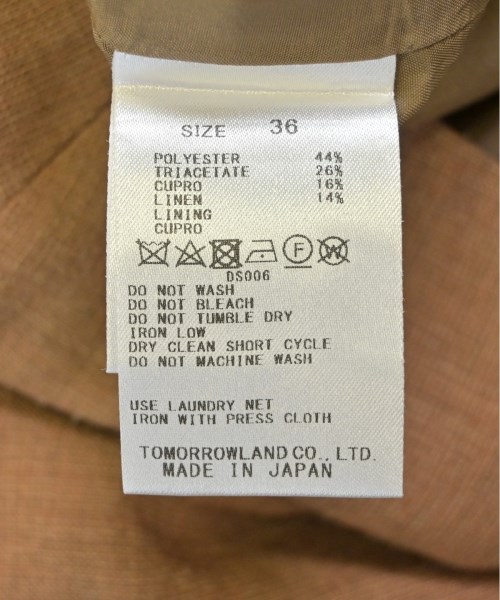 SIZE 36
POLYESTER 44%
TRIACETATE 26%
CUPRO 16%
LINEN 14%
LINING
CUPRO
F W
DS006
DO NOT WASH
DO NOT BLEACH
DO NOT TUMBLE DRY
IRON LOW
DRY CLEAN SHORT CYCLE
DO NOT MACHINE WASH
USE LAUNDRY NET
IRON WITH PRESS CLOTH
TOMORROWLAND CO., LTD.
MADE IN JAPAN